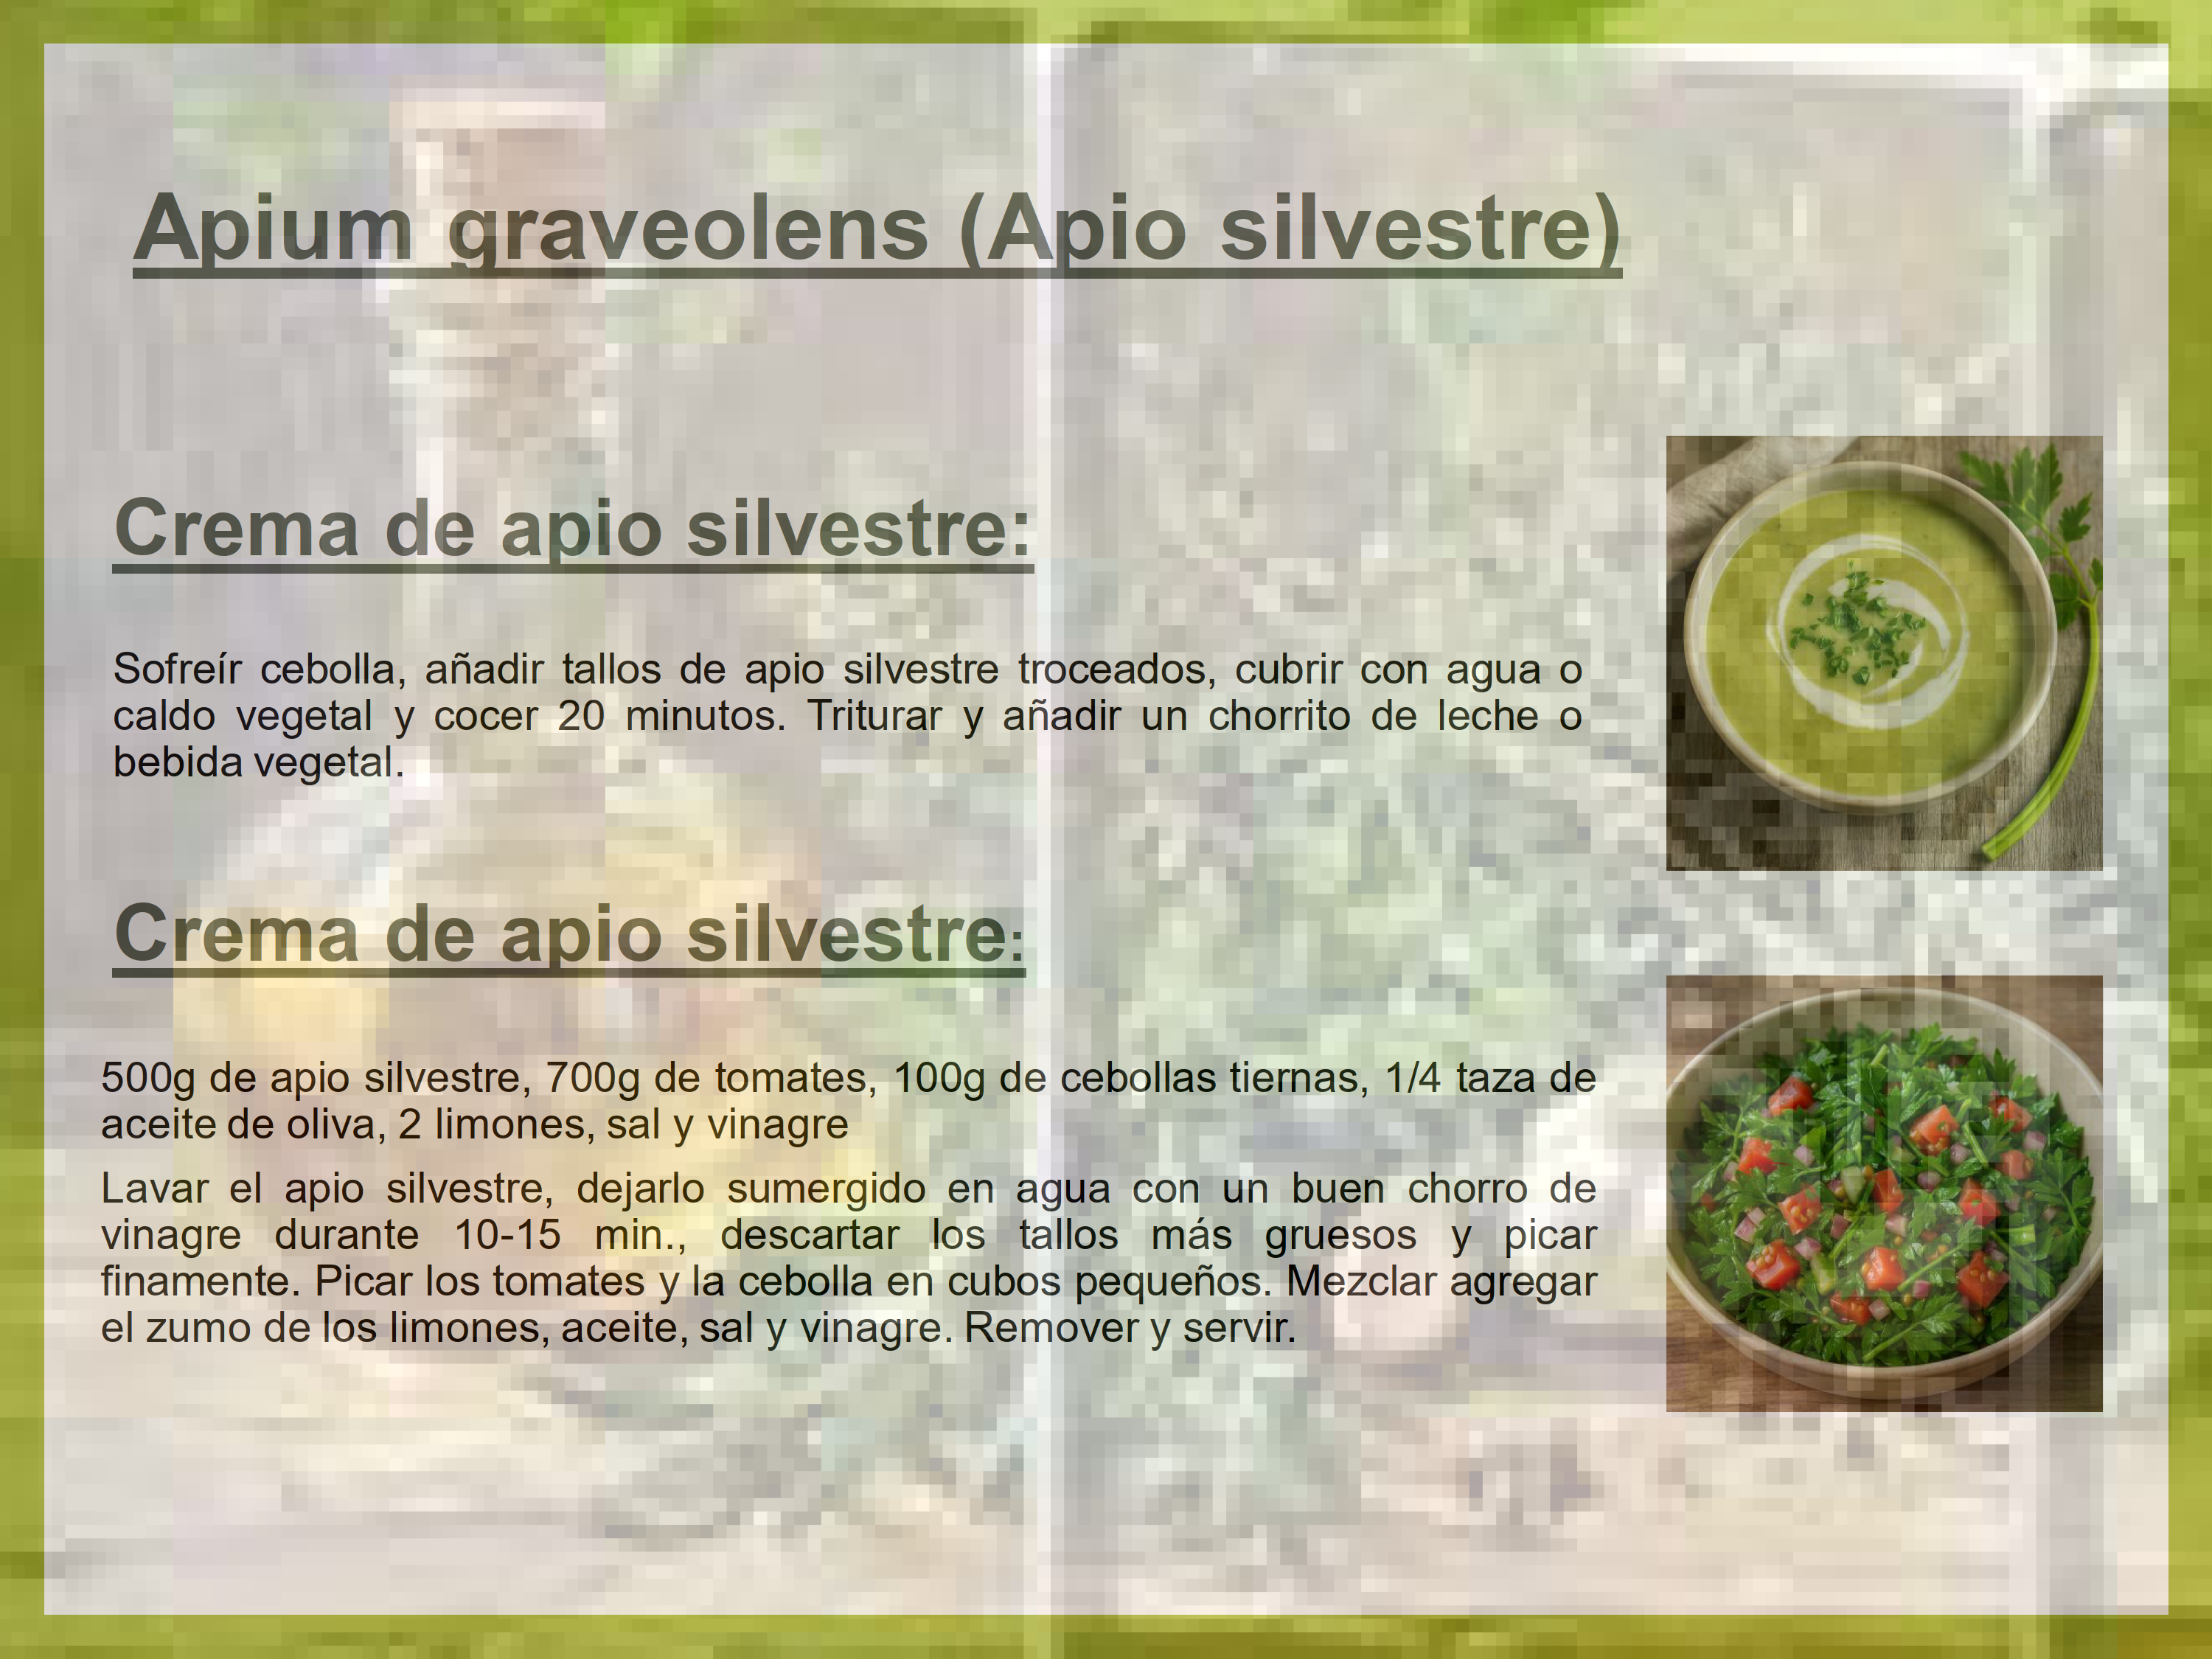 Apium graveolens (Apio silvestre)
Crema de apio silvestre:
Sofreír cebolla, añadir tallos de apio silvestre troceados, cubrir con agua o
caldo vegetal y cocer 20 minutos. Triturar y añadir un chorrito de leche o
bebida vegetal.
Crema de apio silvestre:
500g de apio silvestre, 700g de tomates, 100g de cebollas tiernas, 1/4 taza de
aceite de oliva, 2 limones, sal y vinagre
Lavar el apio silvestre, dejarlo sumergido en agua con un buen chorro de
vinagre durante 10-15 min., descartar los tallos más gruesos y picar
finamente. Picar los tomates y la cebolla en cubos pequeños. Mezclar agregar
el zumo de los limones, aceite, sal y vinagre. Remover y servir.